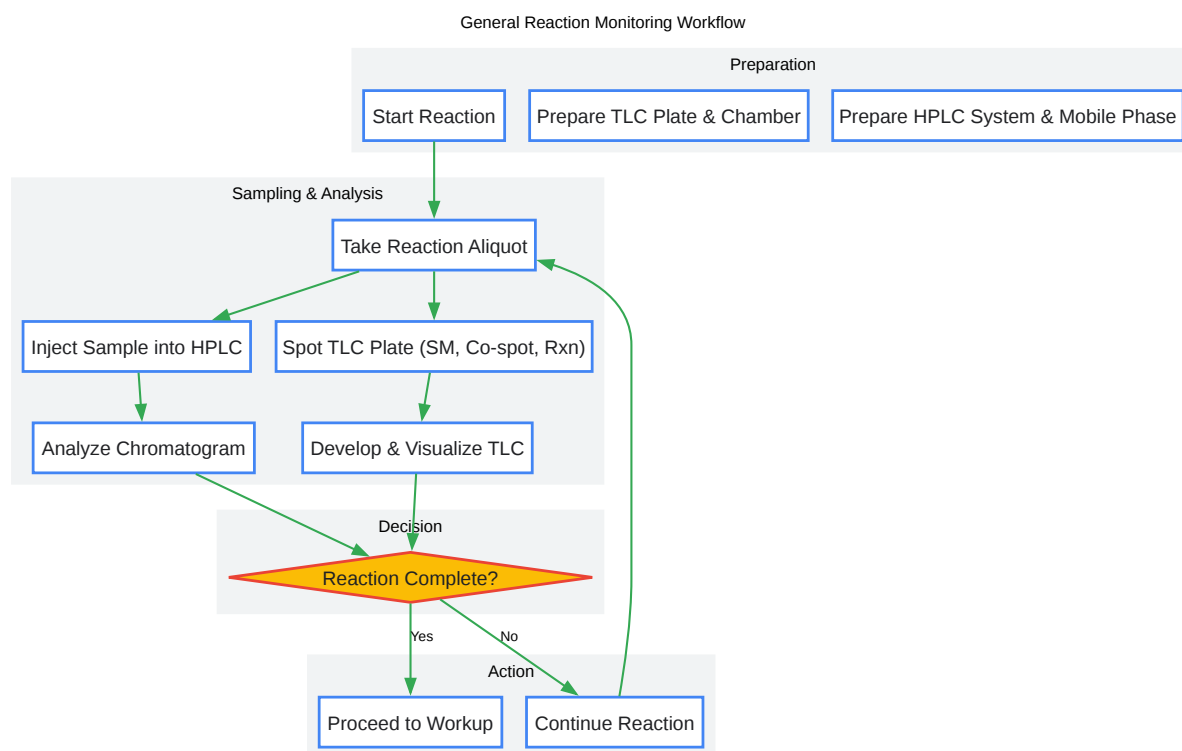 General Reaction Monitoring Workflow
Preparation
Start Reaction
Prepare TLC Plate & Chamber
Prepare HPLC System & Mobile Phase
Sampling & Analysis
Take Reaction Aliquot
Inject Sample into HPLC
Spot TLC Plate (SM, Co-spot, Rxn)
Analyze Chromatogram
Develop & Visualize TLC
Decision
Reaction Complete?
Yes
No
Action
Proceed to Workup
Continue Reaction